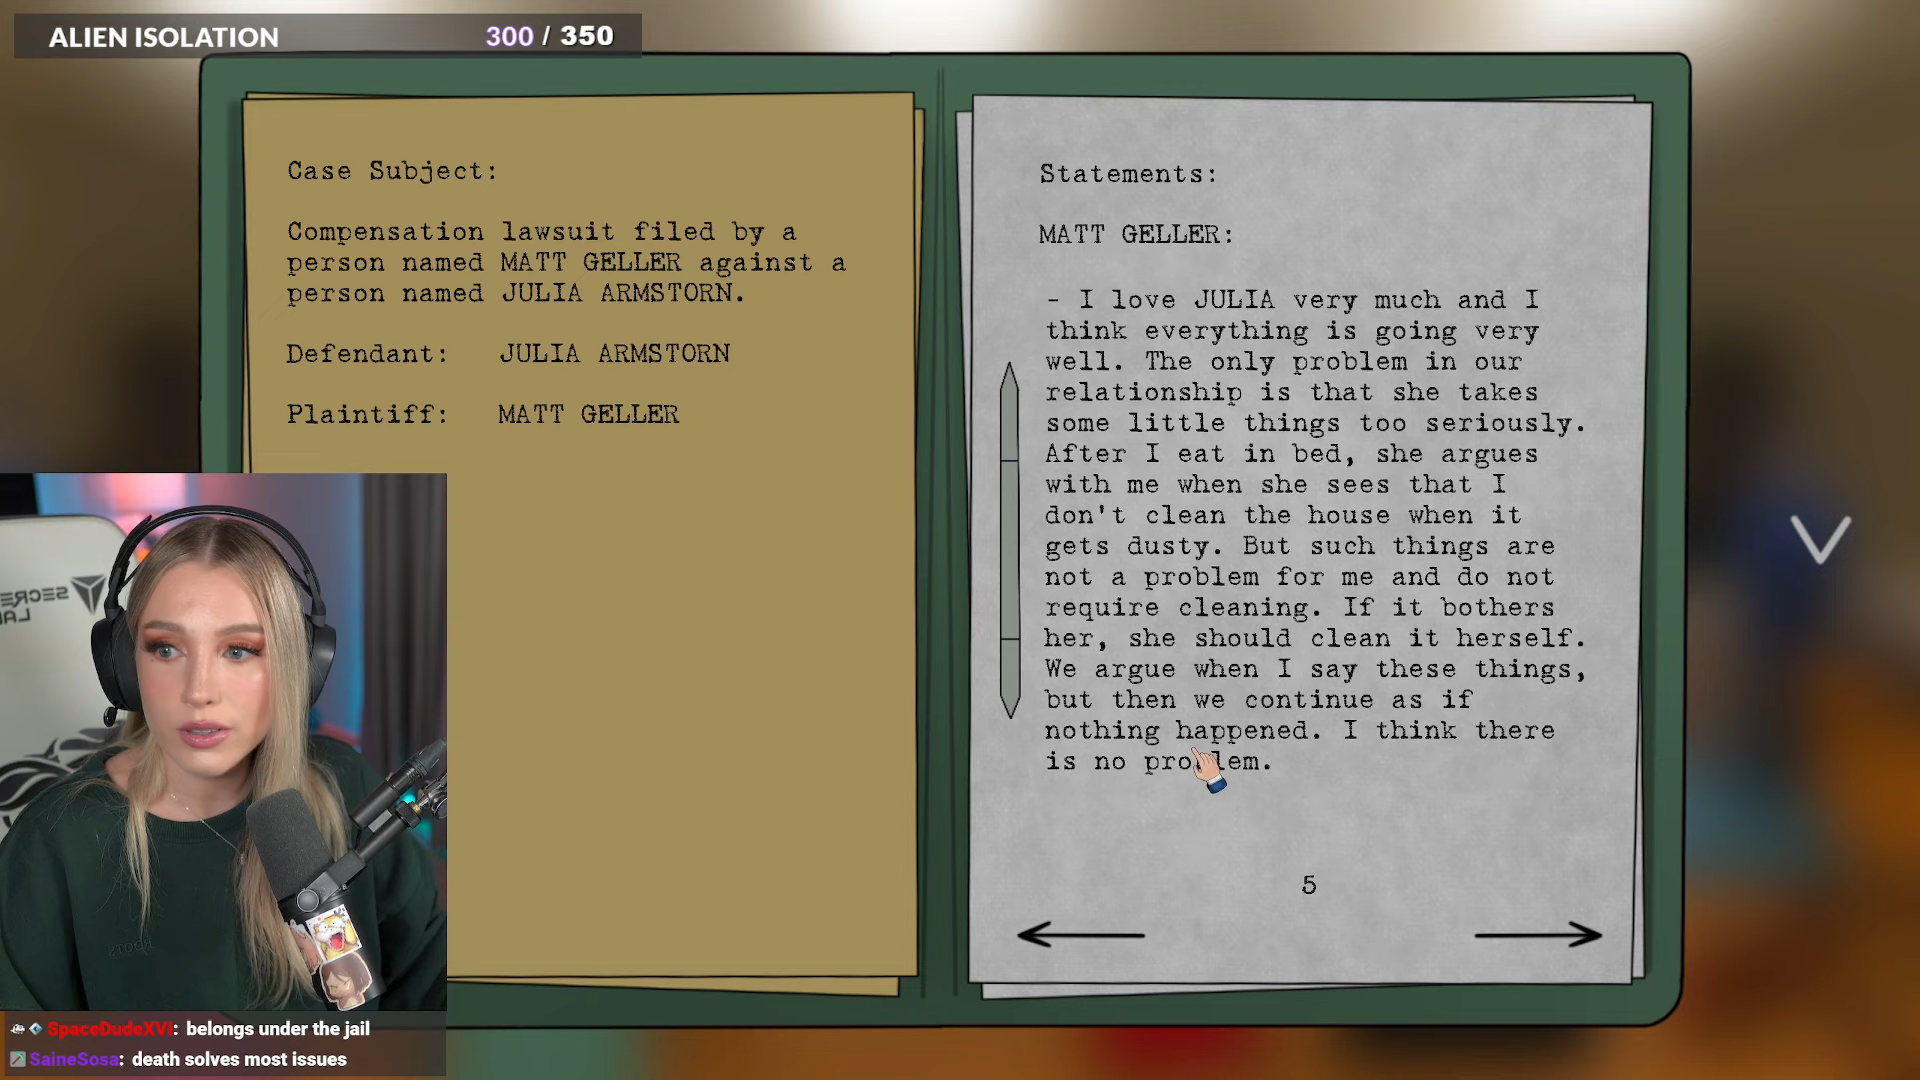 ALIEN ISOLATION 300 / 350
Case Subject:
Compensation lawsuit filed by a
person named MATT GELLER against a
person named JULIA ARMSTORN.
Defendant: JULIA ARMSTORN
Plaintiff: MATT GELLER
Statements:
MATT GELLER:
- I love JULIA very much and I
think everything is going very
well. The only problem in our
relationship is that she takes
some little things too seriously.
After I eat in bed, she argues
with me when she sees that I
don't clean the house when it
gets dusty. But such things are
not a problem for me and do not
require cleaning. If it bothers
her, she should clean it herself.
We argue when I say these things,
but then we continue as if
nothing happened. I think there
is no problem.
5
SpaceDudeXVI: belongs under the jail
SaineSosa: death solves most issues